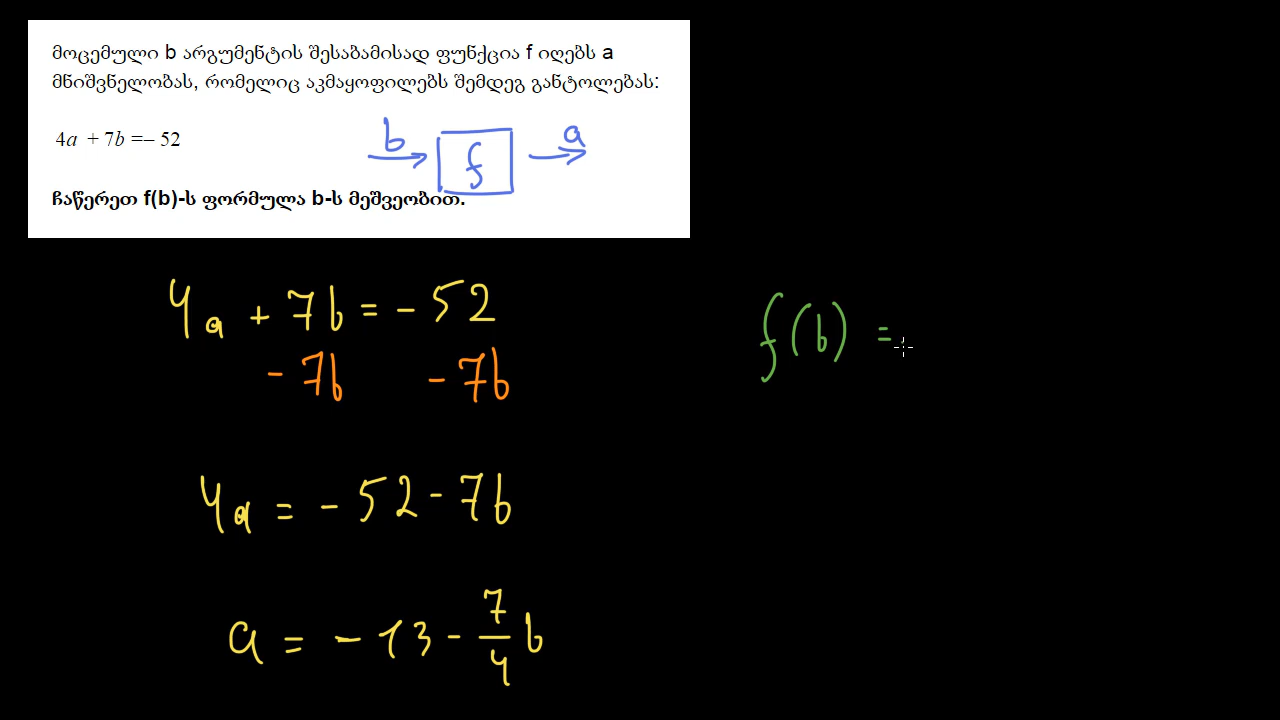 მოცემული b არგუმენტის შესაბამისად ფუნქცია f იღებს a
მნიშვნელობას, რომელიც აკმაყოფილებს შემდეგ განტოლებას:
4a + 7b =– 52
b
f
a
ჩაწერეთ f(b)-ს ფორმულა b-ს მეშვეობით.
4a + 7b = - 52
- 7b - 7b
4a = - 52 - 7b
a = - 13 - 7/4 b
f(b) =